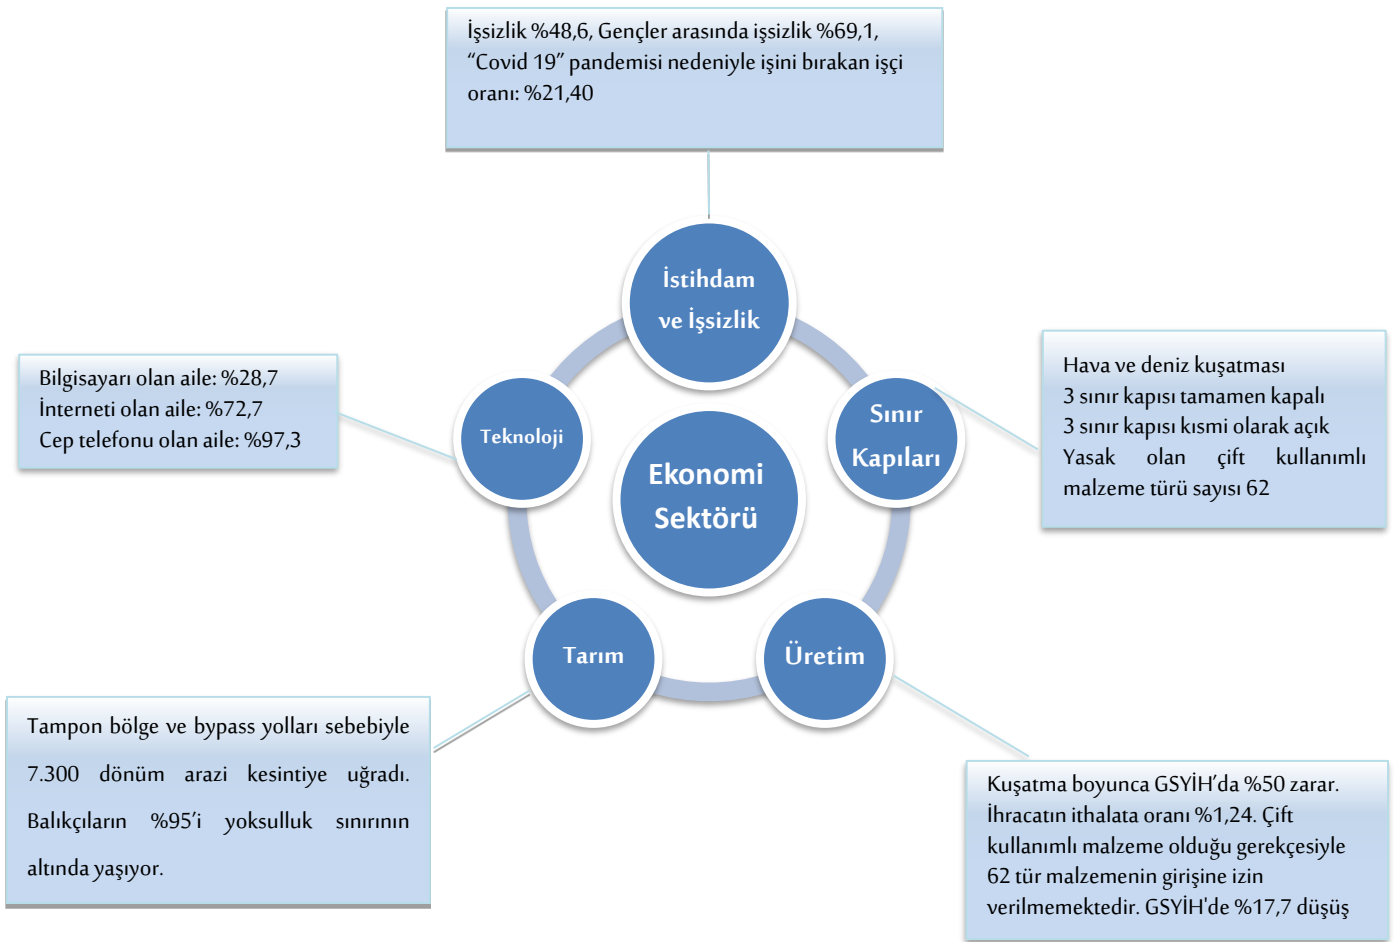 İşsizlik %48,6, Gençler arasında işsizlik %69,1,
“Covid 19” pandemisi nedeniyle işini bırakan işçi
oranı: %21,40
İstihdam
ve İşsizlik
Bilgisayarı olan aile: %28,7
İnterneti olan aile: %72,7
Cep telefonu olan aile: %97,3
Teknoloji
Ekonomi
Sektörü
Sınır
Kapıları
Hava ve deniz kuşatması
3 sınır kapısı tamamen kapalı
3 sınır kapısı kısmi olarak açık
Yasak olan çift kullanımlı
malzeme türü sayısı 62
Tarım
Üretim
Tampon bölge ve bypass yolları sebebiyle
7.300 dönüm arazi kesintiye uğradı.
Balıkçıların %95’i yoksulluk sınırının
altında yaşıyor.
Kuşatma boyunca GSYİH’da %50 zarar.
İhracatın ithalata oranı %1,24. Çift
kullanımlı malzeme olduğu gerekçesiyle
62 tür malzemenin girişine izin
verilmemektedir. GSYİH'de %17,7 düşüş